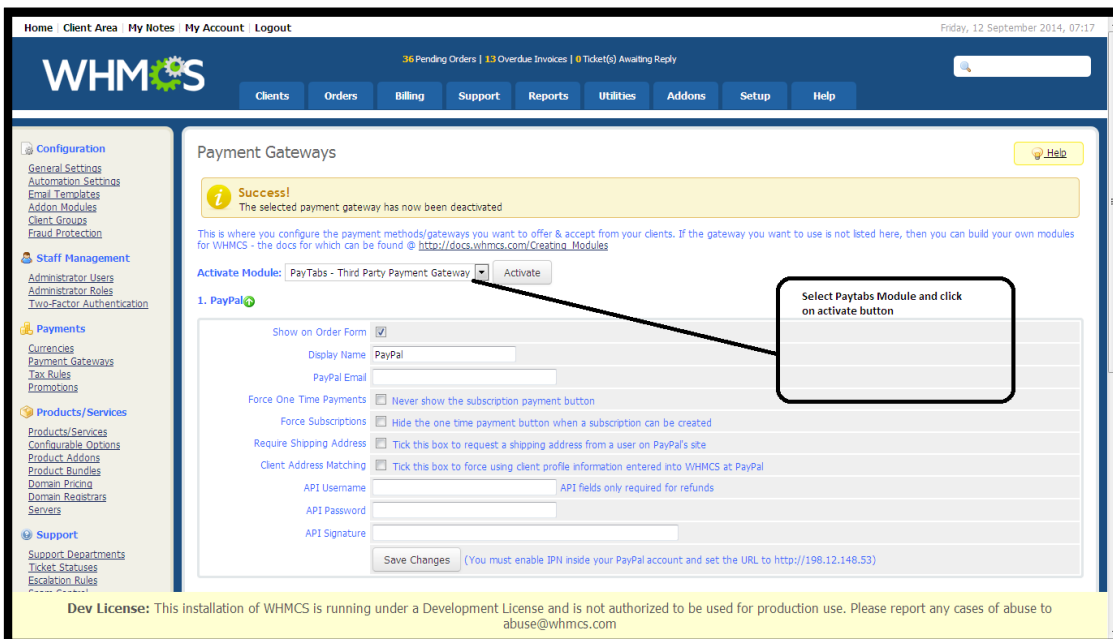 Home | Client Area | My Notes | My Account | Logout
Friday, 12 September 2014, 07:17
WHMCS
36 Pending Orders | 13 Overdue Invoices | 0 Ticket(s) Awaiting Reply
Clients Orders Billing Support Reports Utilities Addons Setup Help
Configuration
General Settings
Automation Settings
Email Templates
Addon Modules
Client Groups
Fraud Protection
Staff Management
Administrator Users
Administrator Roles
Two-Factor Authentication
Payments
Currencies
Payment Gateways
Tax Rules
Promotions
Products/Services
Products/Services
Configurable Options
Product Addons
Product Bundles
Domain Pricing
Domain Registrars
Servers
Support
Support Departments
Ticket Statuses
Escalation Rules
Payment Gateways
Help
Success!
The selected payment gateway has now been deactivated
This is where you configure the payment methods/gateways you want to offer & accept from your clients. If the gateway you want to use is not listed here, then you can build your own modules
for WHMCS - the docs for which can be found @ http://docs.whmcs.com/Creating_Modules
Activate Module: PayTabs - Third Party Payment Gateway Activate
Select Paytabs Module and click
on activate button
1. PayPal
Show on Order Form
Display Name PayPal
PayPal Email
Force One Time Payments Never show the subscription payment button
Force Subscriptions Hide the one time payment button when a subscription can be created
Require Shipping Address Tick this box to request a shipping address from a user on PayPal's site
Client Address Matching Tick this box to force using client profile information entered into WHMCS at PayPal
API Username API fields only required for refunds
API Password
API Signature
Save Changes (You must enable IPN inside your PayPal account and set the URL to http://198.12.148.53)
Dev License: This installation of WHMCS is running under a Development License and is not authorized to be used for production use. Please report any cases of abuse to
abuse@whmcs.com